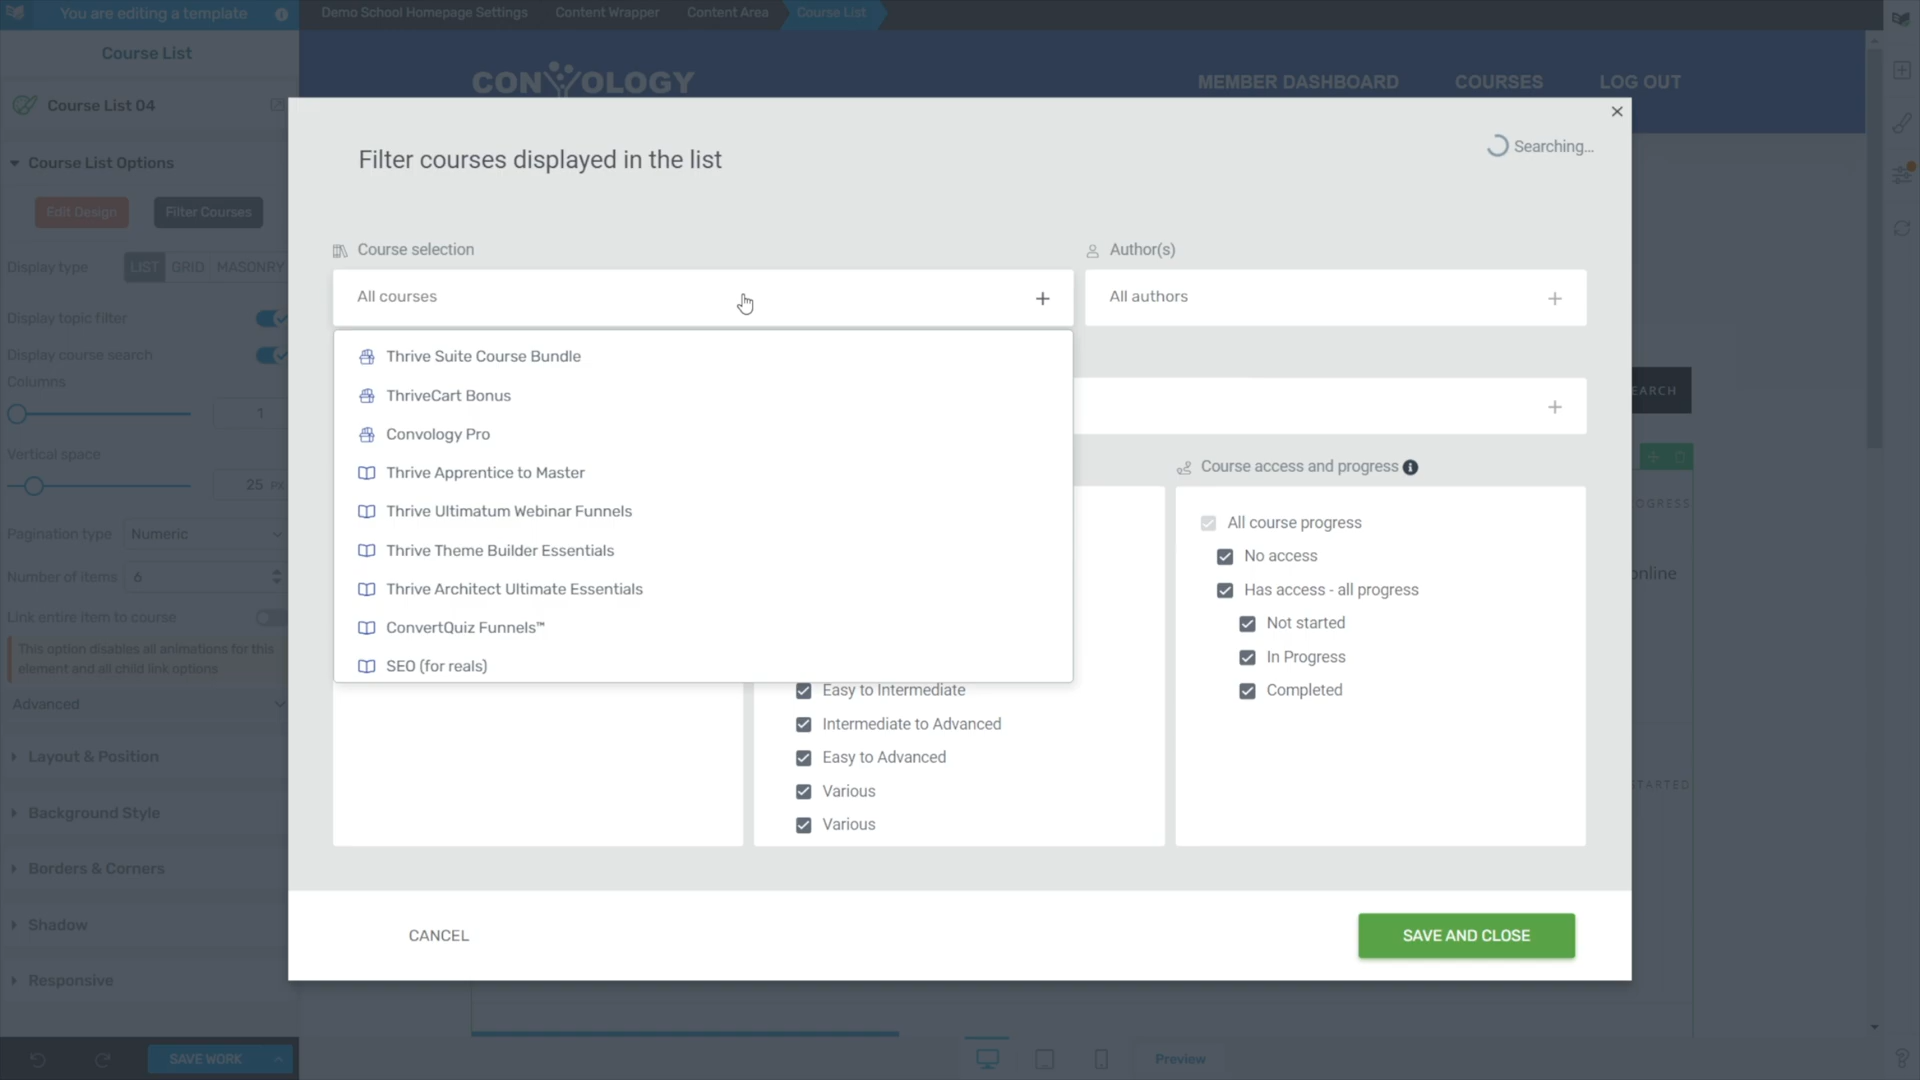 You are editing a template
Demo School Homepage Settings
Content Wrapper
Content Area
Course List
Course List
CONVOLOGY
MEMBER DASHBOARD
COURSES
LOG OUT
Course List 04
Course List Options
Edit Design
Filter Courses
Display type
LIST
GRID
MASONRY
Display topic filter
Display course search
Columns
1
Vertical space
25 PX
Pagination type
Numeric
Number of items
6
Link entire item to course
This option disables all animations for this
element and all child link options
Advanced
Layout & Position
Background Style
Borders & Corners
Shadow
Responsive
SAVE WORK
Filter courses displayed in the list
Searching...
Course selection
All courses
Author(s)
All authors
Thrive Suite Course Bundle
ThriveCart Bonus
Convology Pro
Thrive Apprentice to Master
Thrive Ultimatum Webinar Funnels
Thrive Theme Builder Essentials
Thrive Architect Ultimate Essentials
ConvertQuiz Funnels™
SEO (for reals)
Easy to Intermediate
Intermediate to Advanced
Easy to Advanced
Various
Various
Course access and progress
All course progress
No access
Has access - all progress
Not started
In Progress
Completed
CANCEL
SAVE AND CLOSE
EARCH
OGRESS
online
STARTED
Preview